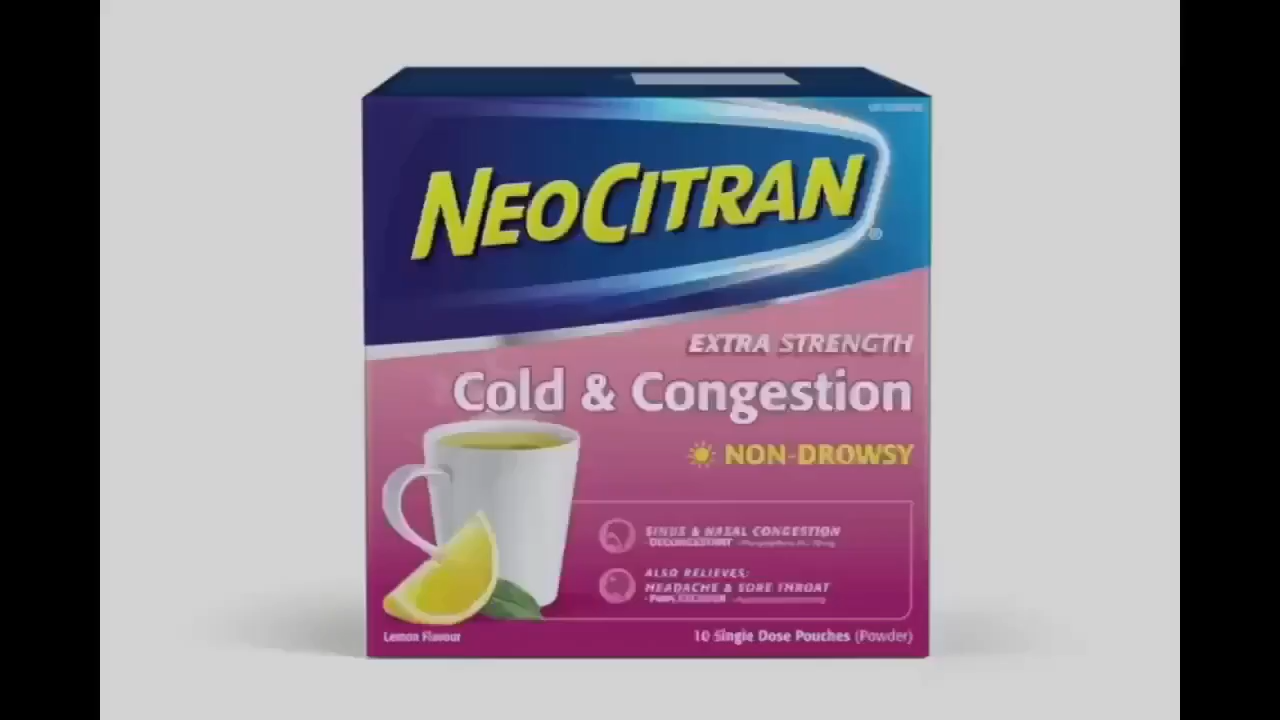 NEOCITRAN
®
EXTRA STRENGTH
Cold & Congestion
NON-DROWSY
SINUS & NASAL CONGESTION
- DECONGESTANT
ALSO RELIEVES:
HEADACHE & SORE THROAT
Lemon Flavour
10 Single Dose Pouches (Powder)